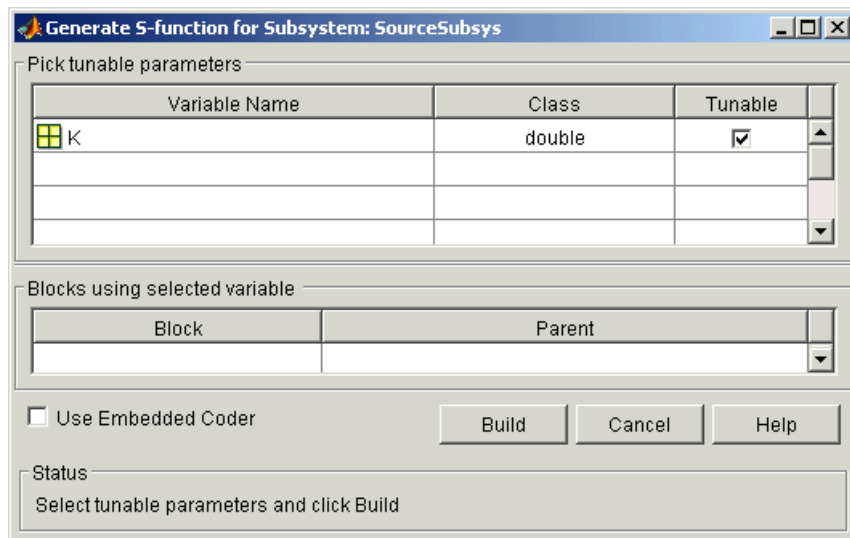 Generate S-function for Subsystem: SourceSubsys
Pick tunable parameters
Variable Name Class Tunable
K double
Blocks using selected variable
Block Parent
Use Embedded Coder Build Cancel Help
Status
Select tunable parameters and click Build